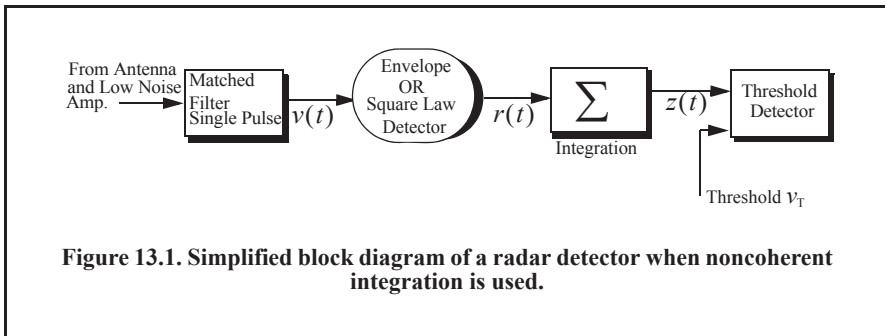 From Antenna
and Low Noise
Amp.
Matched
Filter
Single Pulse
v(t)
Envelope
OR
Square Law
Detector
r(t)
Σ
Integration
z(t)
Threshold
Detector
Threshold vT
Figure 13.1. Simplified block diagram of a radar detector when noncoherent
integration is used.